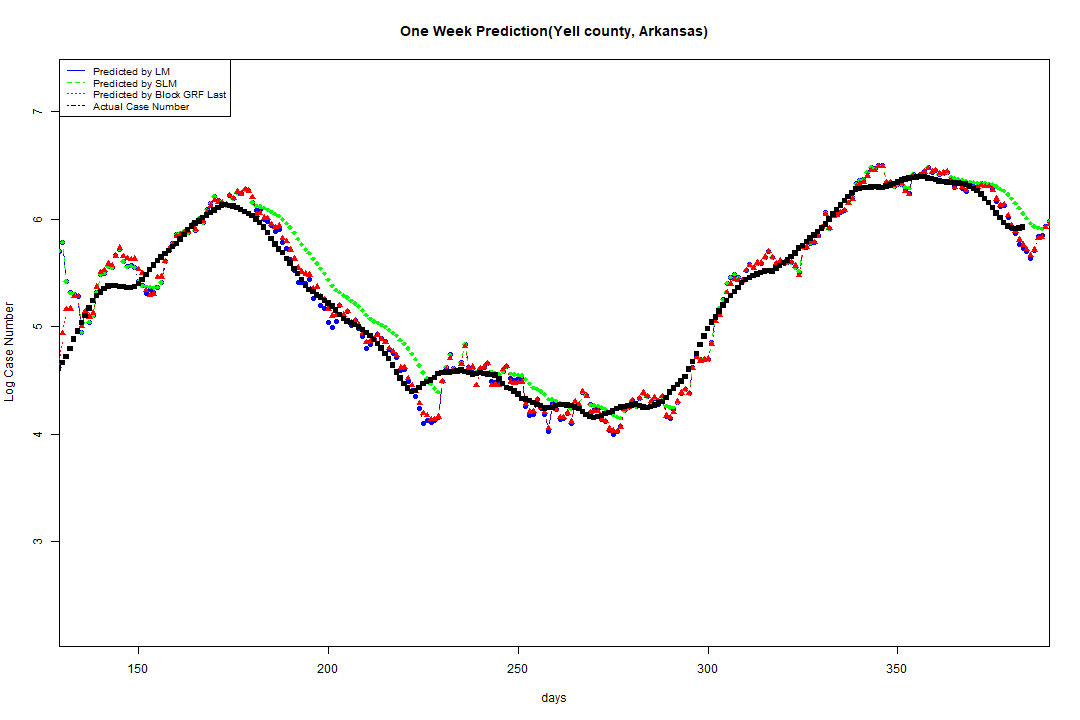 One Week Prediction(Yell county, Arkansas)
Predicted by LM
Predicted by SLM
Predicted by Block GRF Last
Actual Case Number
7
6
5
4
3
Log Case Number
150 200 250 300 350
days